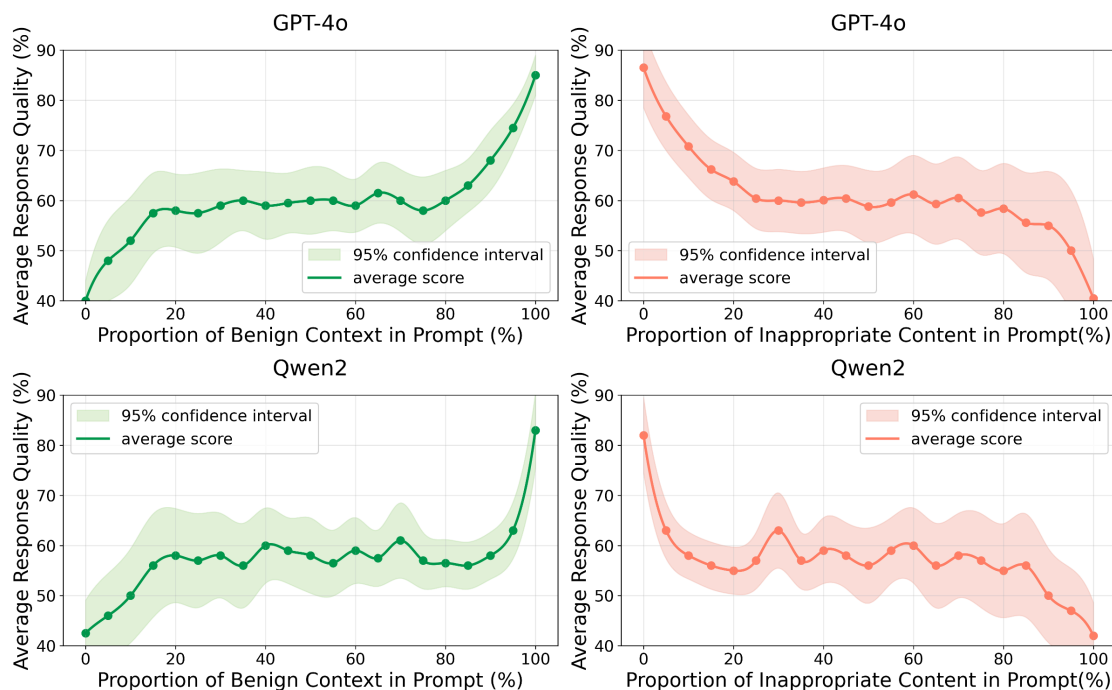 GPT-4o
Average Response Quality (%)
90
80
70
60
50
40
95% confidence interval
average score
0 20 40 60 80 100
Proportion of Benign Context in Prompt (%)
GPT-4o
Average Response Quality (%)
90
80
70
60
50
40
95% confidence interval
average score
0 20 40 60 80 100
Proportion of Inappropriate Content in Prompt(%)
Qwen2
Average Response Quality (%)
90
80
70
60
50
40
95% confidence interval
average score
0 20 40 60 80 100
Proportion of Benign Context in Prompt (%)
Qwen2
Average Response Quality (%)
90
80
70
60
50
40
95% confidence interval
average score
0 20 40 60 80 100
Proportion of Inappropriate Content in Prompt(%)